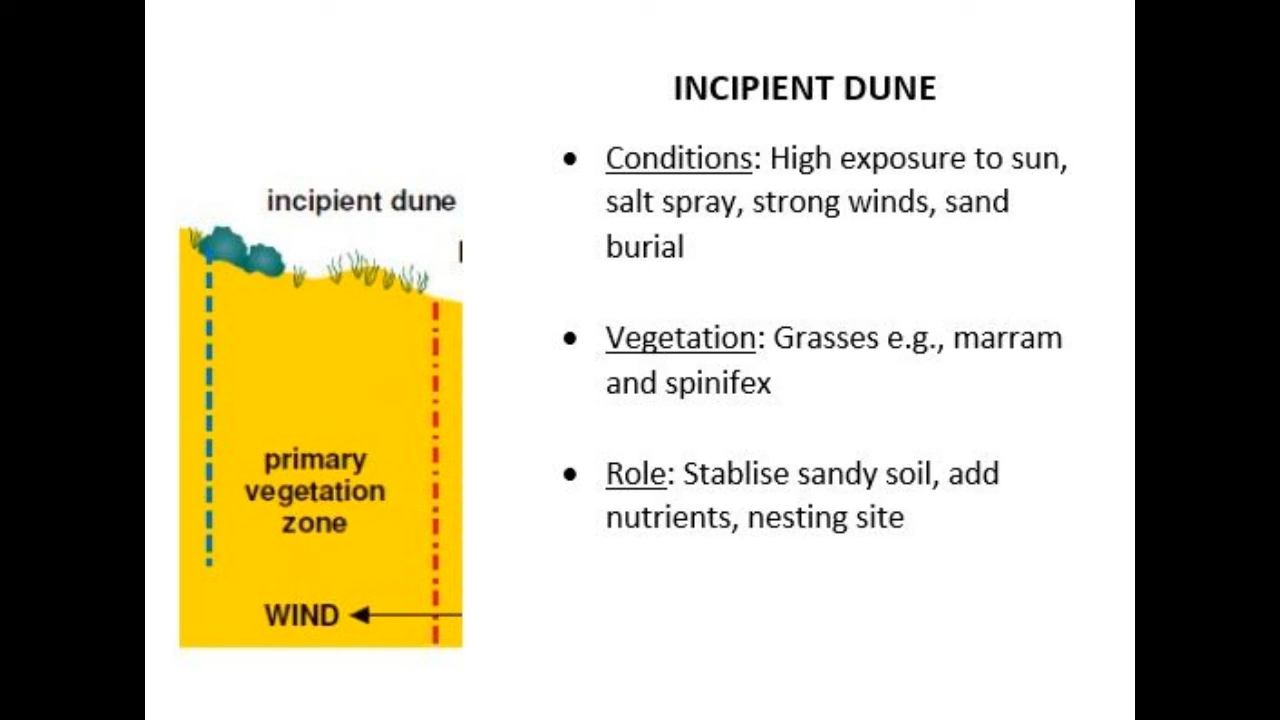 INCIPIENT DUNE
• Conditions: High exposure to sun,
salt spray, strong winds, sand
burial
• Vegetation: Grasses e.g., marram
and spinifex
• Role: Stablise sandy soil, add
nutrients, nesting site
incipient dune
primary
vegetation
zone
WIND